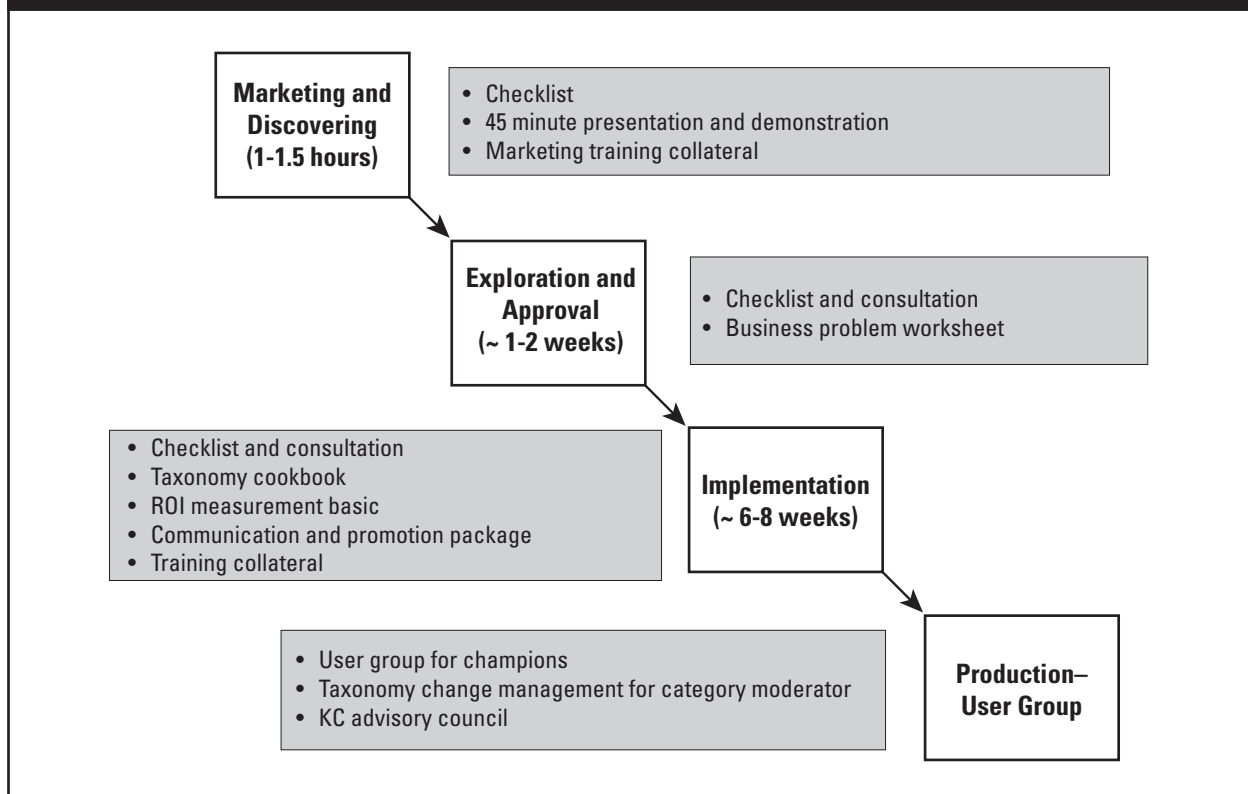 Marketing and
Discovering
(1-1.5 hours)
• Checklist
• 45 minute presentation and demonstration
• Marketing training collateral
Exploration and
Approval
(~ 1-2 weeks)
• Checklist and consultation
• Business problem worksheet
• Checklist and consultation
• Taxonomy cookbook
• ROI measurement basic
• Communication and promotion package
• Training collateral
Implementation
(~ 6-8 weeks)
• User group for champions
• Taxonomy change management for category moderator
• KC advisory council
Production–
User Group